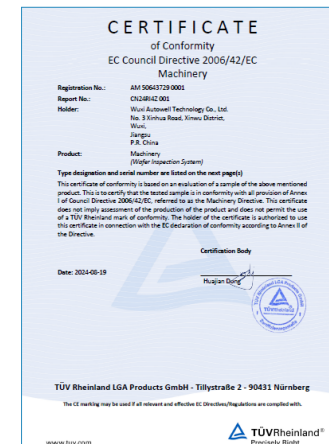 CERTIFICATE
of Conformity
EC Council Directive 2006/42/EC
Machinery
Registration No.: AM 50643729 0001
Report No.: CN24RI4Z 001
Holder: Wuxi Autowell Technology Co., Ltd.
No. 3 Xinhua Road, Xinwu District,
Wuxi,
Jiangsu
P.R. China
Product: Machinery
(Wafer Inspection System)
Type designation and serial number are listed on the next page(s)
This certificate of conformity is based on an evaluation of a sample of the above mentioned
product. This is to certify that the tested sample is in conformity with all provision of Annex
I of Council Directive 2006/42/EC, referred to as the Machinery Directive. This certificate
does not imply assessment of the production of the product and does not permit the use
of a TÜV Rheinland mark of conformity. The holder of the certificate is authorized to use
this certificate in connection with the EC declaration of conformity according to Annex II of
the Directive.
Certification Body
Date: 2024-08-19
Huajian Dong
TÜVRheinland
TÜV Rheinland LGA Products GmbH - Tillystraße 2 - 90431 Nürnberg
The CE marking may be used if all relevant and effective EC Directives/Regulations are complied with.
www.tuv.com
TÜVRheinland®
Precisely Right.